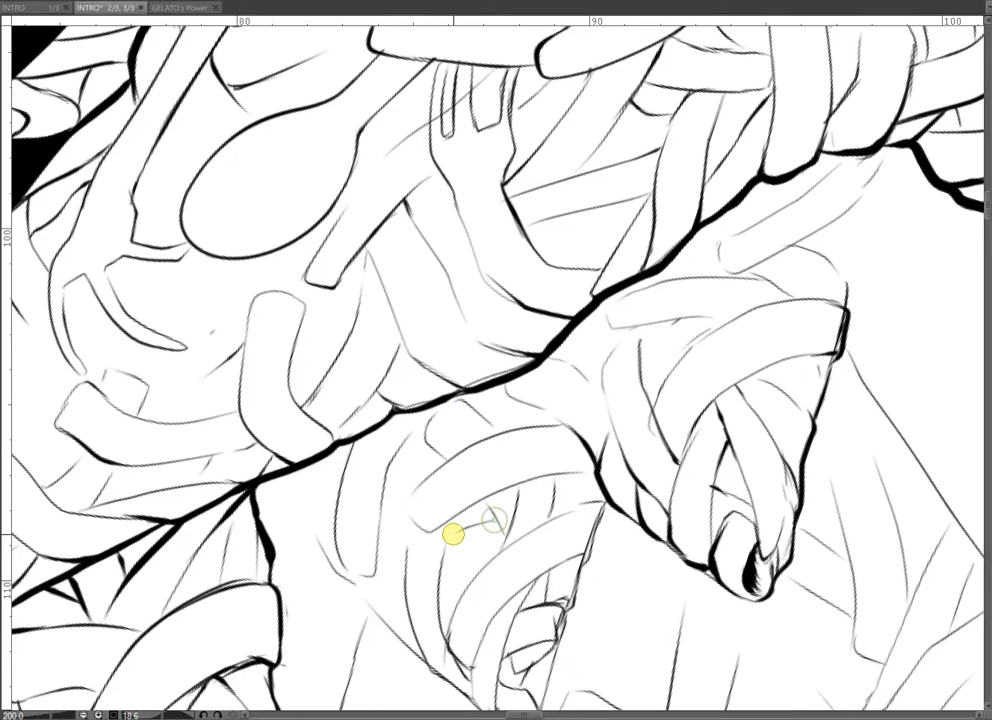 INTRO 1/3 INTRO* 2/3, 3/3 GELATO's Power
80 90 100
100
110
200.0 18.6